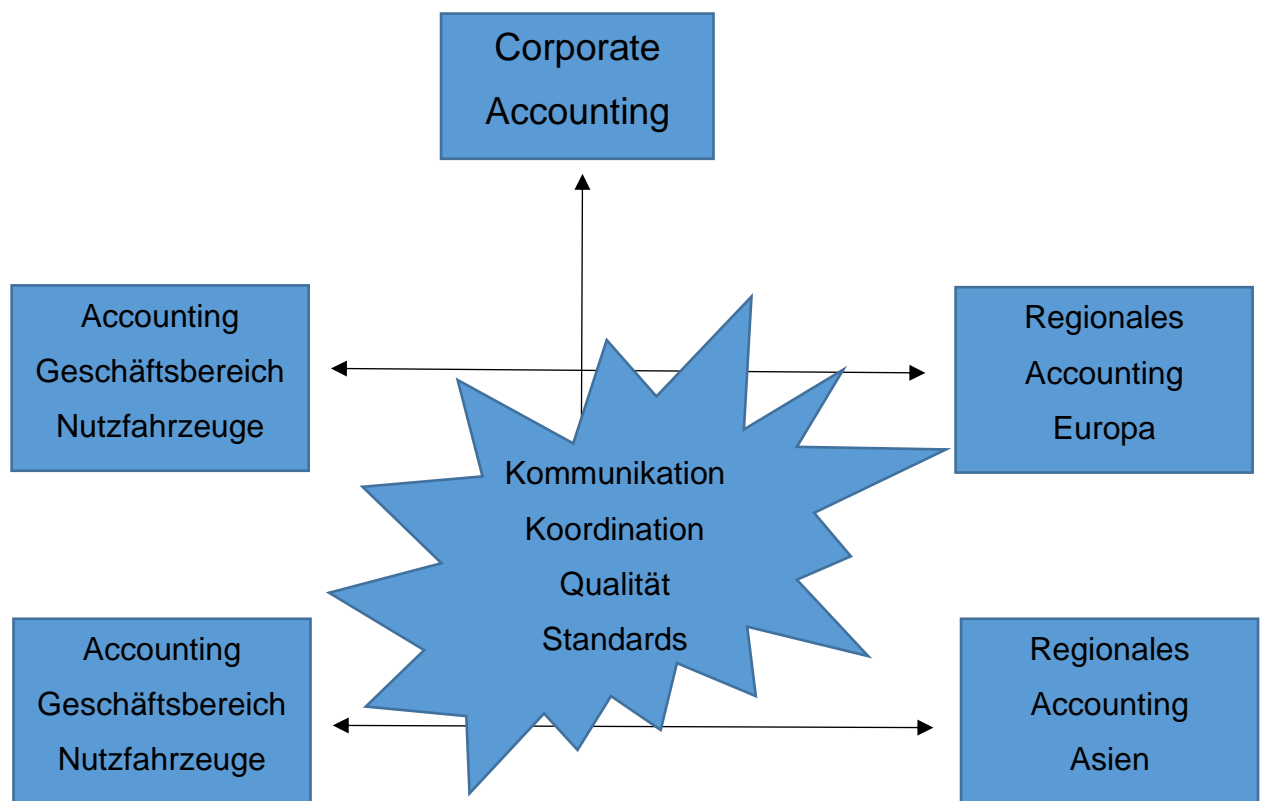 Corporate
Accounting
Accounting
Geschäftsbereich
Nutzfahrzeuge
Regionales
Accounting
Europa
Kommunikation
Koordination
Qualität
Standards
Accounting
Geschäftsbereich
Nutzfahrzeuge
Regionales
Accounting
Asien